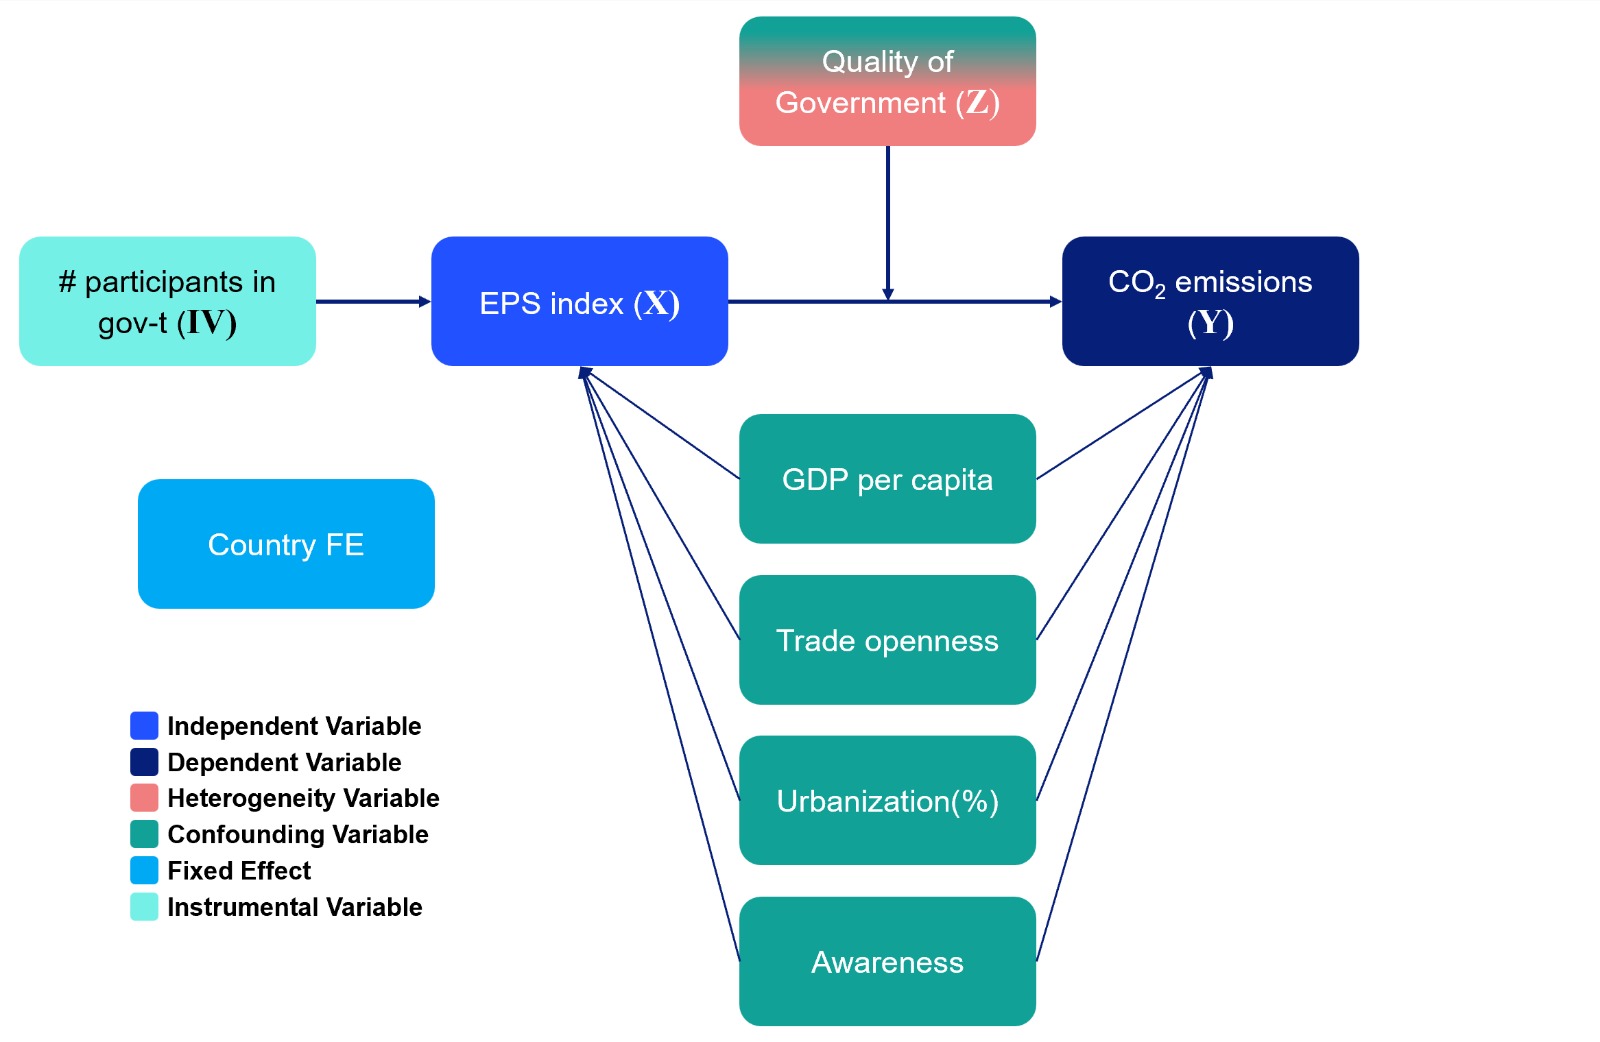 Quality of
Government (Z)
# participants in
gov-t (IV)
EPS index (X)
CO₂ emissions
(Y)
GDP per capita
Country FE
Trade openness
Urbanization(%)
Awareness
Independent Variable
Dependent Variable
Heterogeneity Variable
Confounding Variable
Fixed Effect
Instrumental Variable